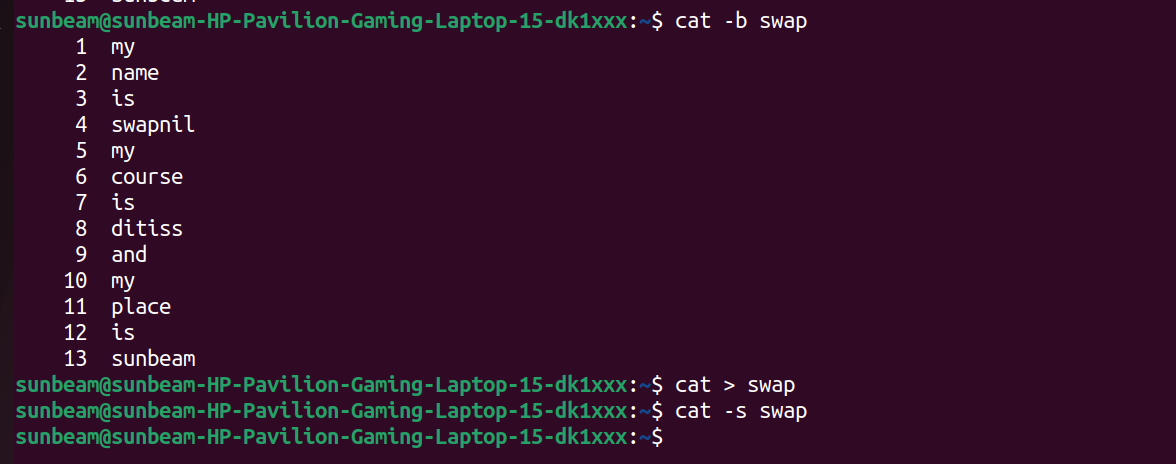 sunbeam@sunbeam-HP-Pavilion-Gaming-Laptop-15-dk1xxx:~$ cat -b swap
     1  my
     2  name
     3  is
     4  swapnil
     5  my
     6  course
     7  is
     8  ditiss
     9  and
    10  my
    11  place
    12  is
    13  sunbeam
sunbeam@sunbeam-HP-Pavilion-Gaming-Laptop-15-dk1xxx:~$ cat > swap
sunbeam@sunbeam-HP-Pavilion-Gaming-Laptop-15-dk1xxx:~$ cat -s swap
sunbeam@sunbeam-HP-Pavilion-Gaming-Laptop-15-dk1xxx:~$